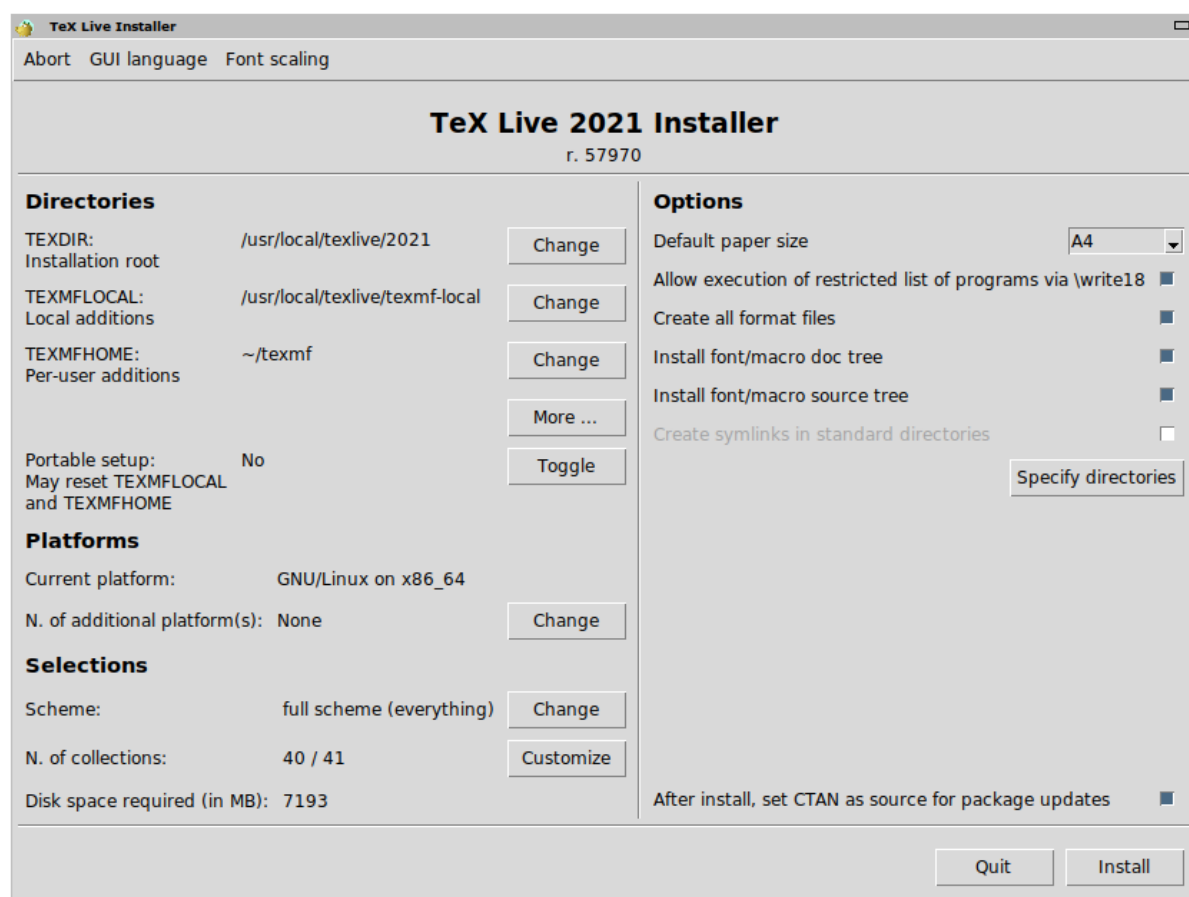 TeX Live Installer
Abort GUI language Font scaling
TeX Live 2021 Installer
r. 57970
Directories
TEXDIR: /usr/local/texlive/2021 Change
Installation root
TEXMFLOCAL: /usr/local/texlive/texmf-local Change
Local additions
TEXMFHOME: ~/texmf Change
Per-user additions
More ...
Portable setup: No Toggle
May reset TEXMFLOCAL
and TEXMFHOME
Platforms
Current platform: GNU/Linux on x86_64
N. of additional platform(s): None Change
Selections
Scheme: full scheme (everything) Change
N. of collections: 40 / 41 Customize
Disk space required (in MB): 7193
Options
Default paper size A4
Allow execution of restricted list of programs via \write18
Create all format files
Install font/macro doc tree
Install font/macro source tree
Create symlinks in standard directories
Specify directories
After install, set CTAN as source for package updates
Quit Install